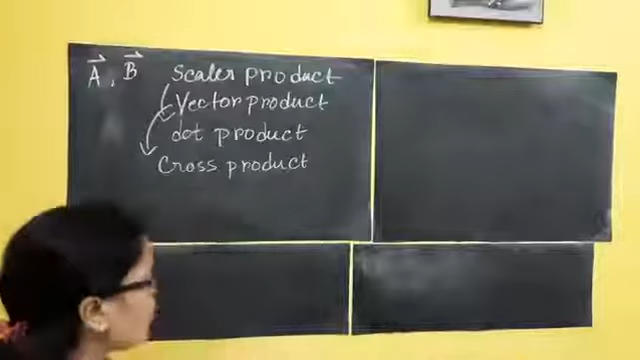 A, B Scaler product
Vector product
dot product
Cross product